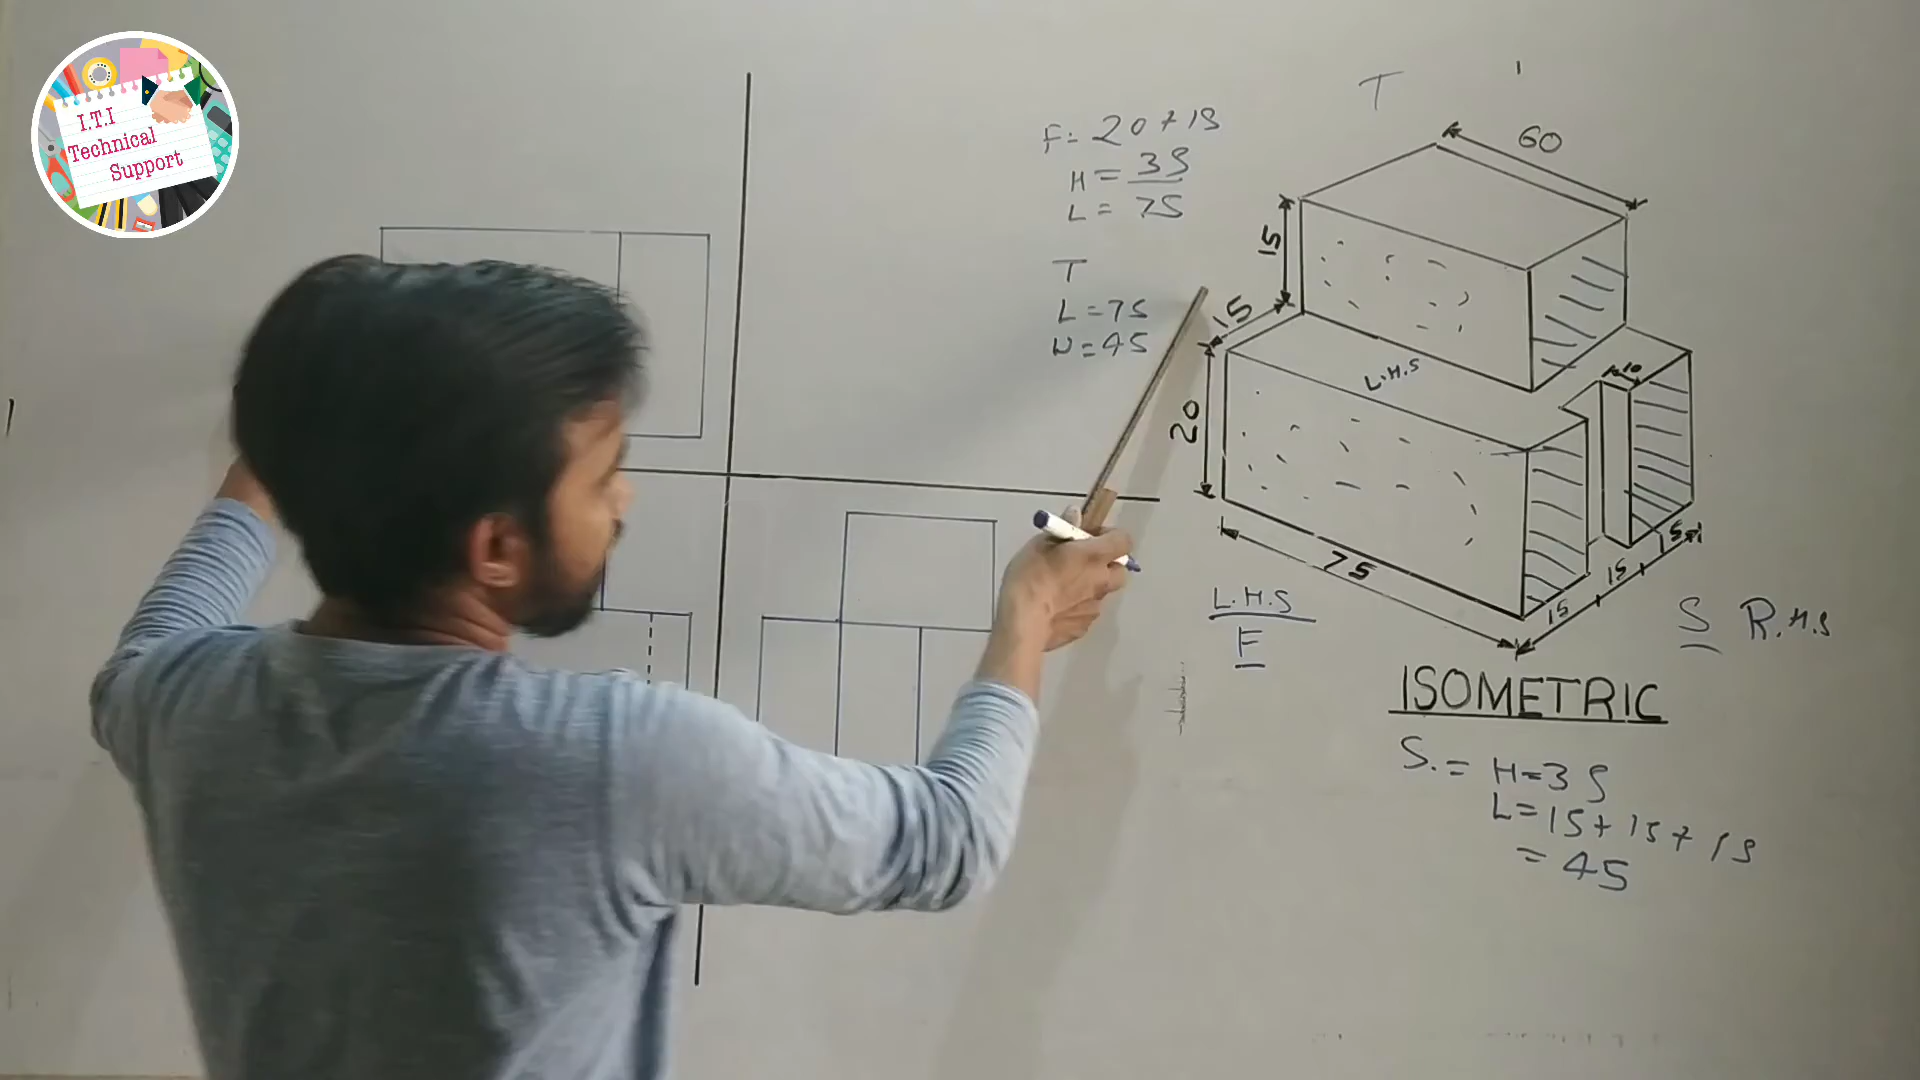 I.T.I
Technical
Support
F = 20 + 15
H = 35
L = 75
T
L = 75
W = 45
T
60
15
15
20
L.H.S
10
75
15
15
15
L.H.S
F
S R.H.S
ISOMETRIC
S. = H = 35
L = 15 + 15 + 15
= 45